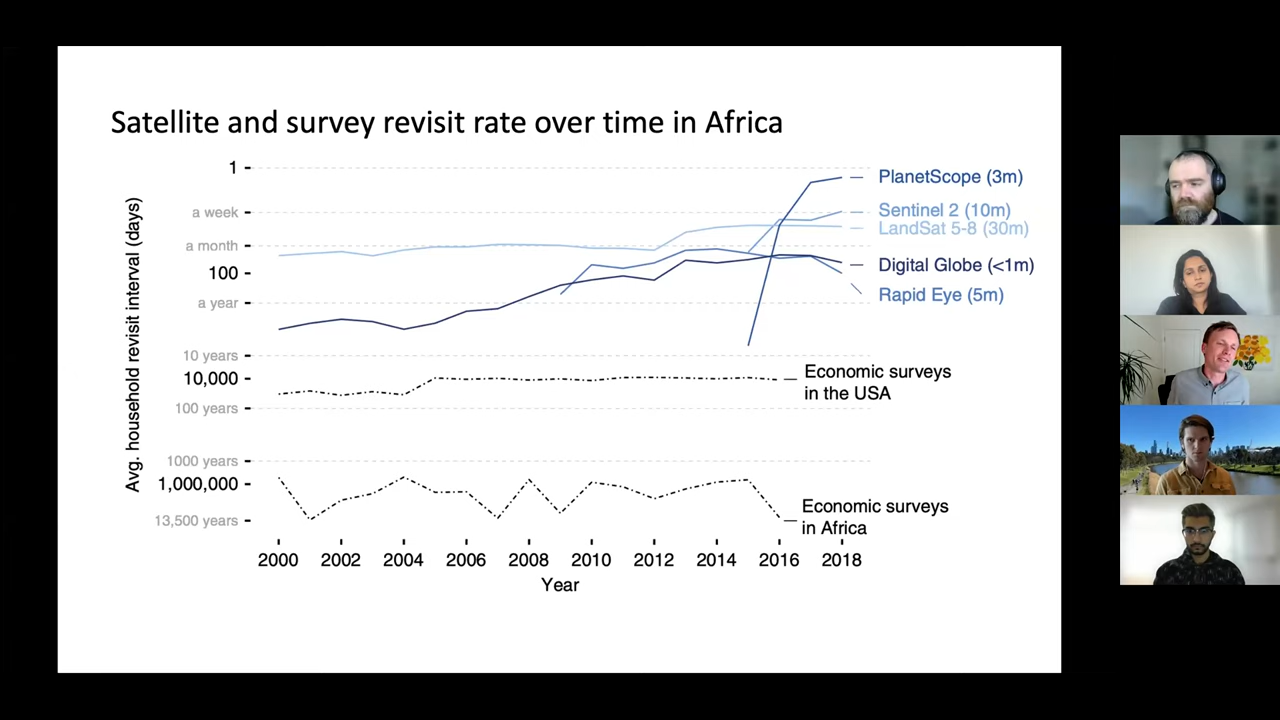 Satellite and survey revisit rate over time in Africa
Avg. household revisit interval (days)
1
a week
a month
100
a year
10 years
10,000
100 years
1000 years
1,000,000
13,500 years
PlanetScope (3m)
Sentinel 2 (10m)
LandSat 5-8 (30m)
Digital Globe (<1m)
Rapid Eye (5m)
Economic surveys
in the USA
Economic surveys
in Africa
2000 2002 2004 2006 2008 2010 2012 2014 2016 2018
Year